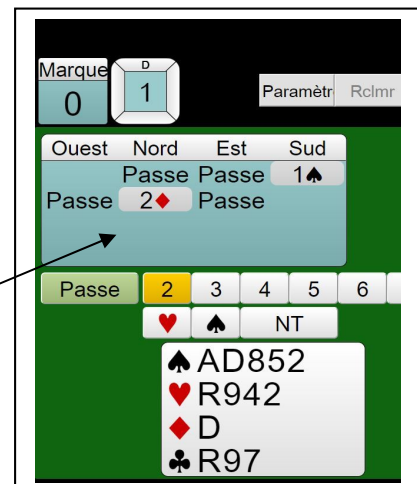 Marque
D
0
1
Paramètr Rclmr
Ouest Nord Est Sud
Passe Passe 1♠
Passe 2♦ Passe
Passe 2 3 4 5 6
♥ ♠ NT
♠ AD852
♥ R942
♦ D
♣ R97